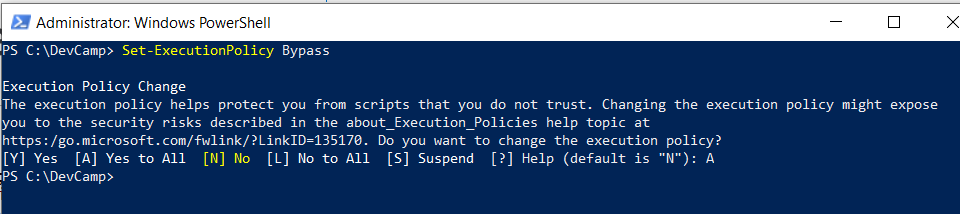 Administrator: Windows PowerShell
PS C:\DevCamp> Set-ExecutionPolicy Bypass
Execution Policy Change
The execution policy helps protect you from scripts that you do not trust. Changing the execution policy might expose
you to the security risks described in the about_Execution_Policies help topic at
https:/go.microsoft.com/fwlink/?LinkID=135170. Do you want to change the execution policy?
[Y] Yes  [A] Yes to All  [N] No  [L] No to All  [S] Suspend  [?] Help (default is "N"): A
PS C:\DevCamp>